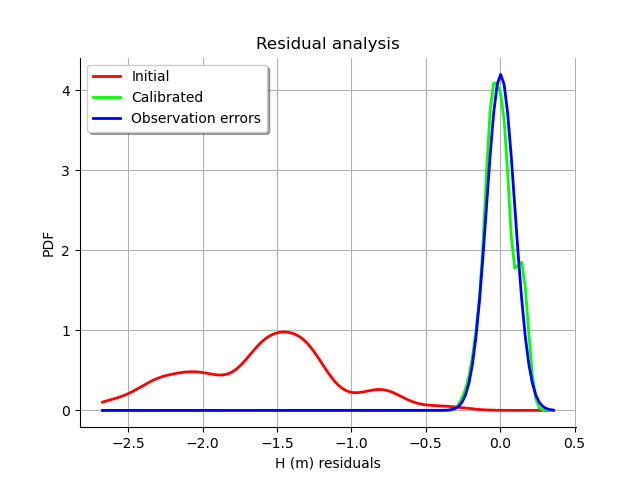 Residual analysis
Initial
Calibrated
Observation errors
PDF
4
3
2
1
0
−2.5 −2.0 −1.5 −1.0 −0.5 0.0 0.5
H (m) residuals